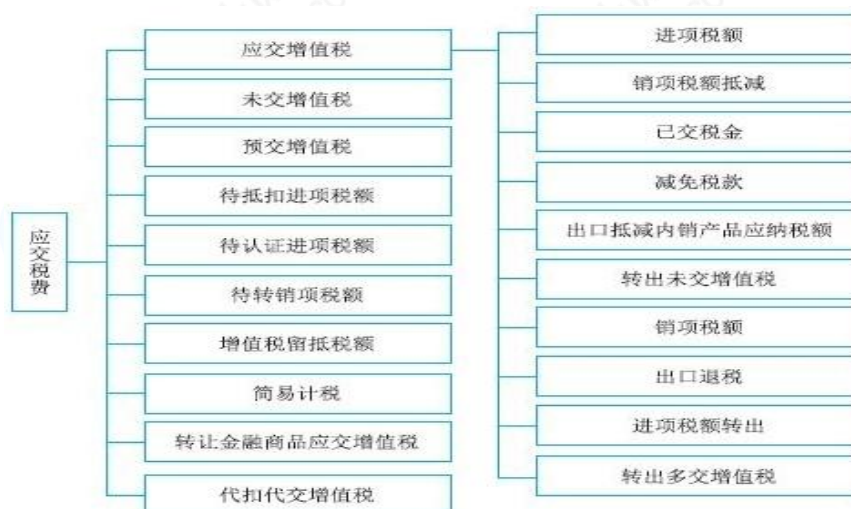 应交税费
应交增值税
未交增值税
预交增值税
待抵扣进项税额
待认证进项税额
待转销项税额
增值税留抵税额
简易计税
转让金融商品应交增值税
代扣代交增值税
进项税额
销项税额抵减
已交税金
减免税款
出口抵减内销产品应纳税额
转出未交增值税
销项税额
出口退税
进项税额转出
转出多交增值税